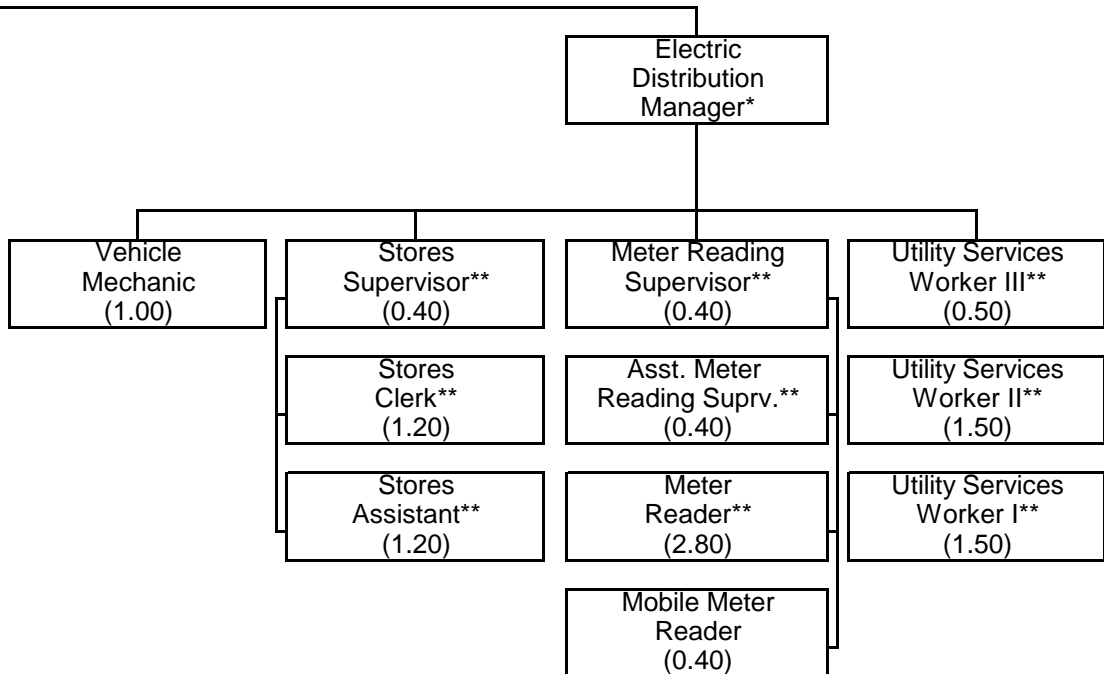 Electric
Distribution
Manager*
Vehicle
Mechanic
(1.00)
Stores
Supervisor**
(0.40)
Meter Reading
Supervisor**
(0.40)
Utility Services
Worker III**
(0.50)
Stores
Clerk**
(1.20)
Asst. Meter
Reading Suprv.**
(0.40)
Utility Services
Worker II**
(1.50)
Stores
Assistant**
(1.20)
Meter
Reader**
(2.80)
Utility Services
Worker I**
(1.50)
Mobile Meter
Reader
(0.40)